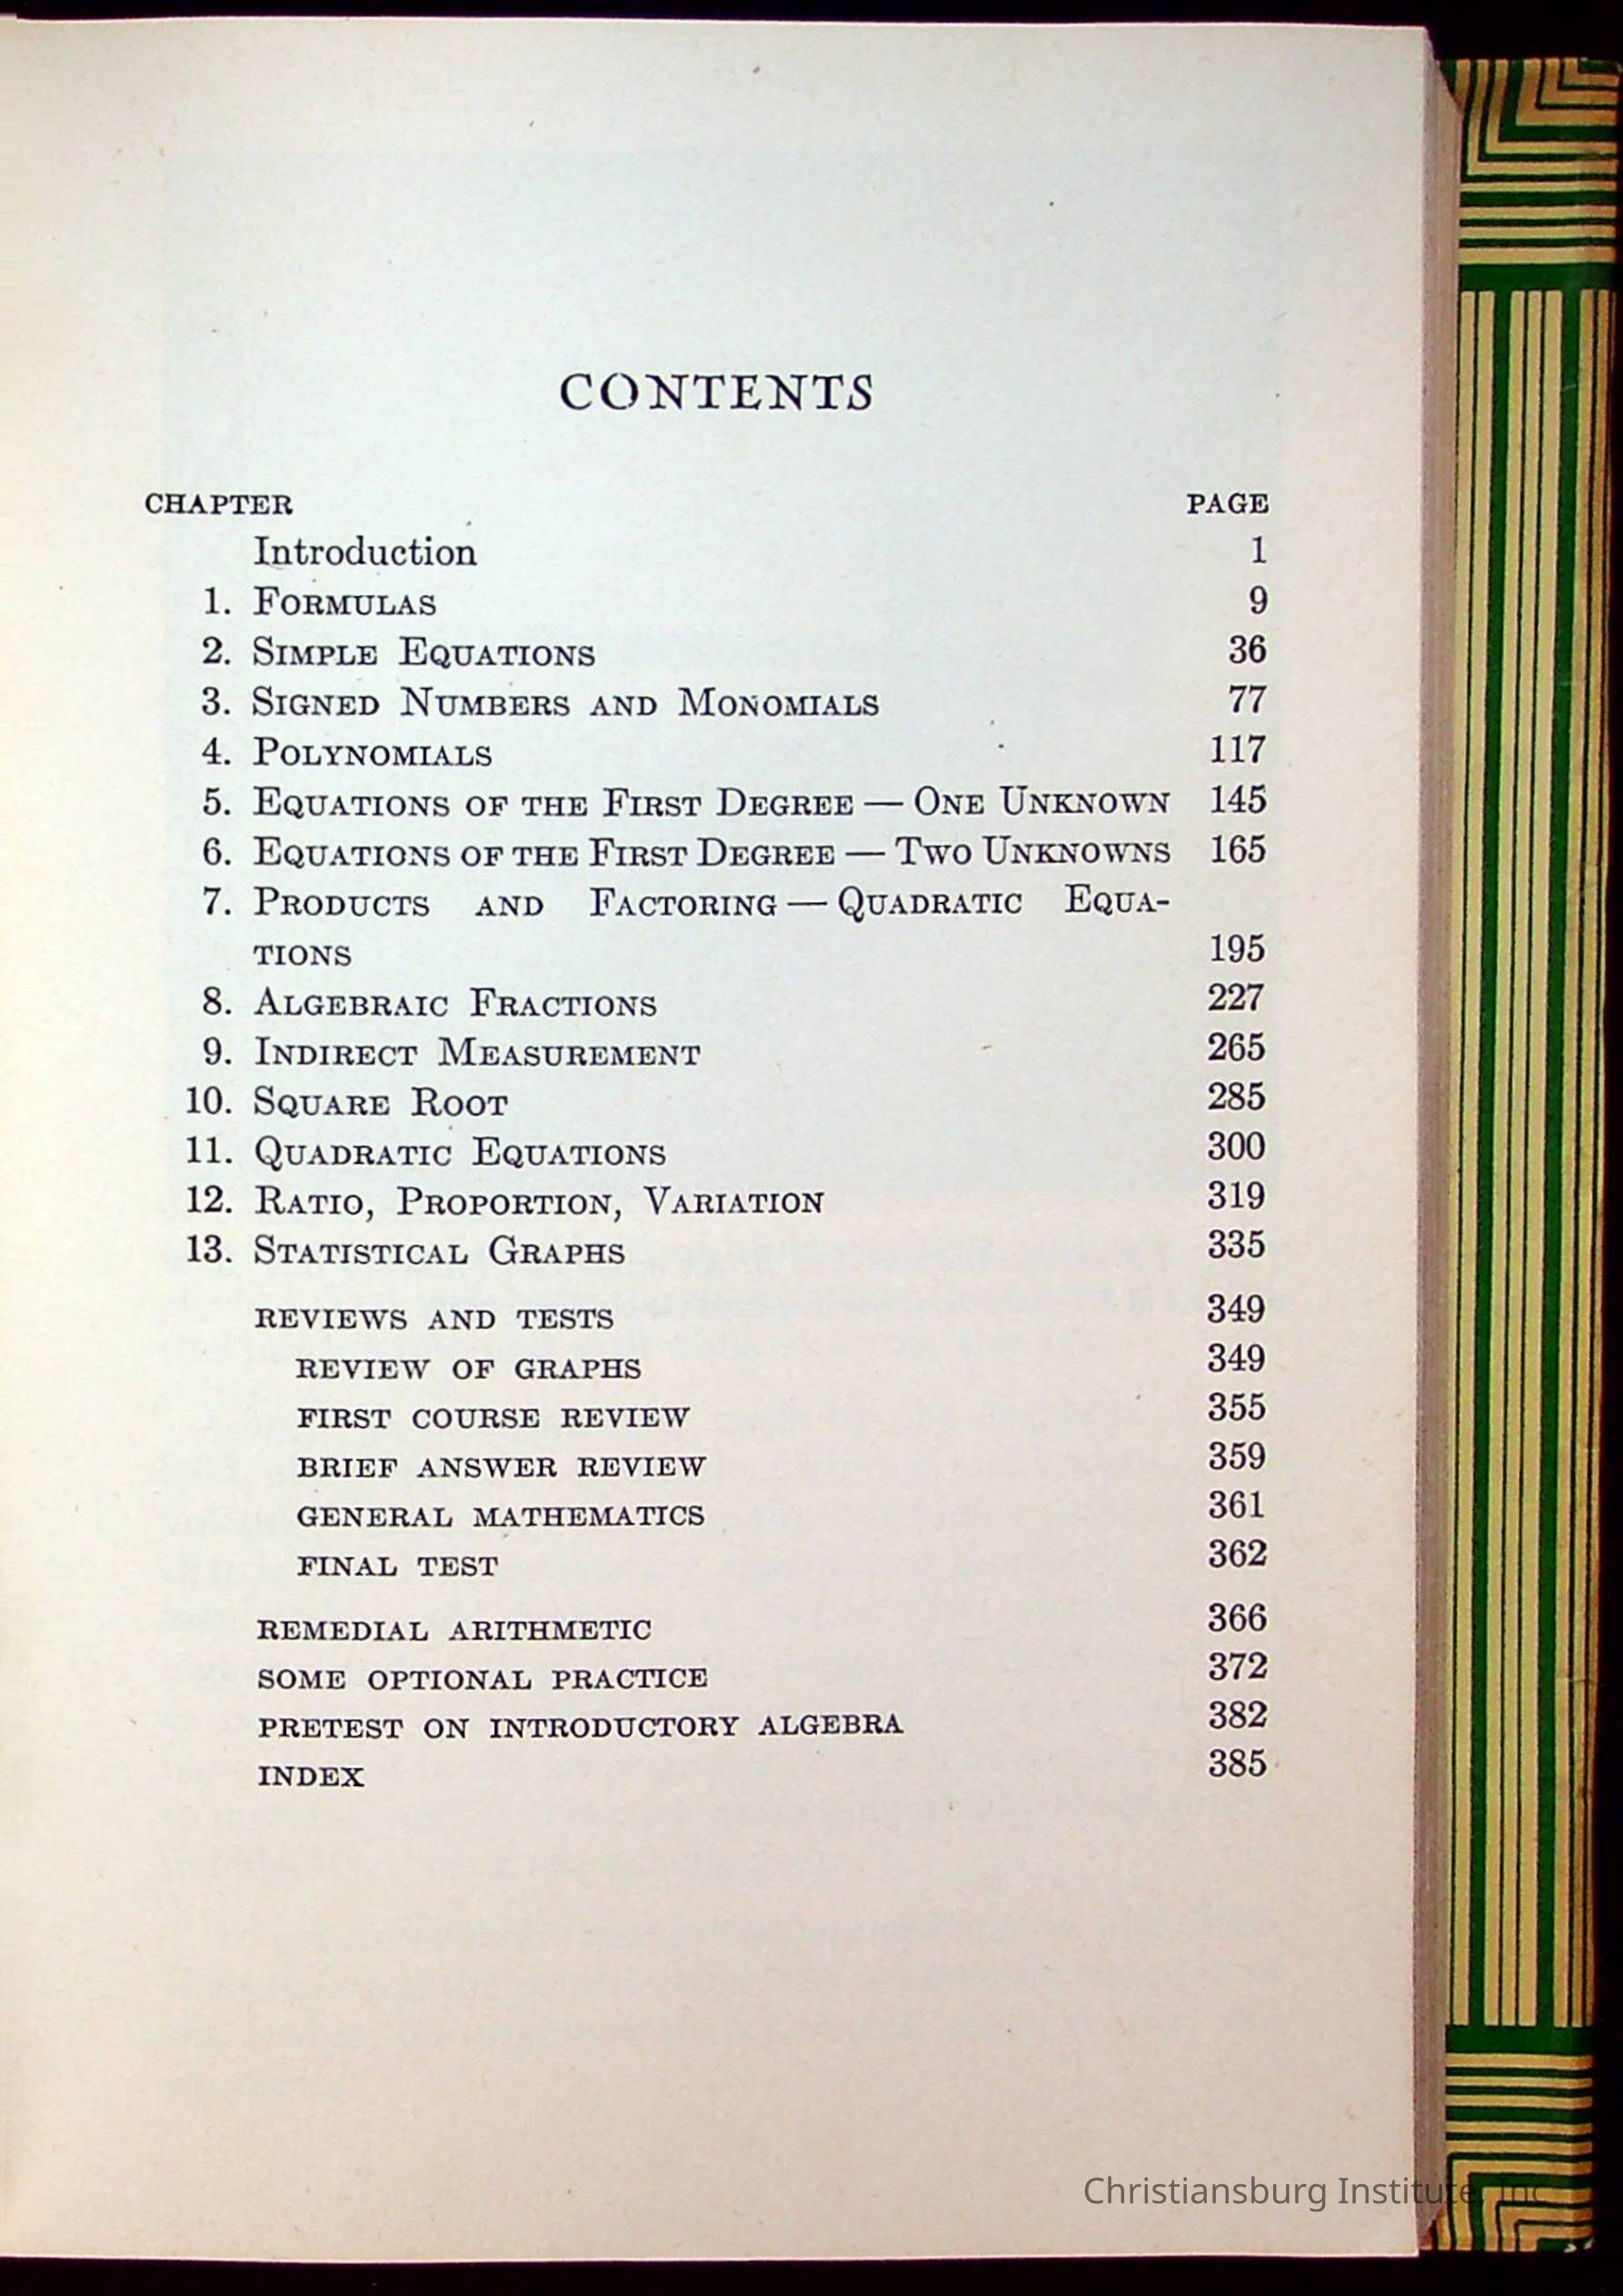 CONTENTS
CHAPTER PAGE
Introduction 1
1. FORMULAS 9
2. SIMPLE EQUATIONS 36
3. SIGNED NUMBERS AND MONOMIALS 77
4. POLYNOMIALS 117
5. EQUATIONS OF THE FIRST DEGREE — ONE UNKNOWN 145
6. EQUATIONS OF THE FIRST DEGREE — TWO UNKNOWNS 165
7. PRODUCTS AND FACTORING — QUADRATIC EQUA-
TIONS 195
8. ALGEBRAIC FRACTIONS 227
9. INDIRECT MEASUREMENT 265
10. SQUARE ROOT 285
11. QUADRATIC EQUATIONS 300
12. RATIO, PROPORTION, VARIATION 319
13. STATISTICAL GRAPHS 335
REVIEWS AND TESTS 349
REVIEW OF GRAPHS 349
FIRST COURSE REVIEW 355
BRIEF ANSWER REVIEW 359
GENERAL MATHEMATICS 361
FINAL TEST 362
REMEDIAL ARITHMETIC 366
SOME OPTIONAL PRACTICE 372
PRETEST ON INTRODUCTORY ALGEBRA 382
INDEX 385
Christiansburg Institute, Inc